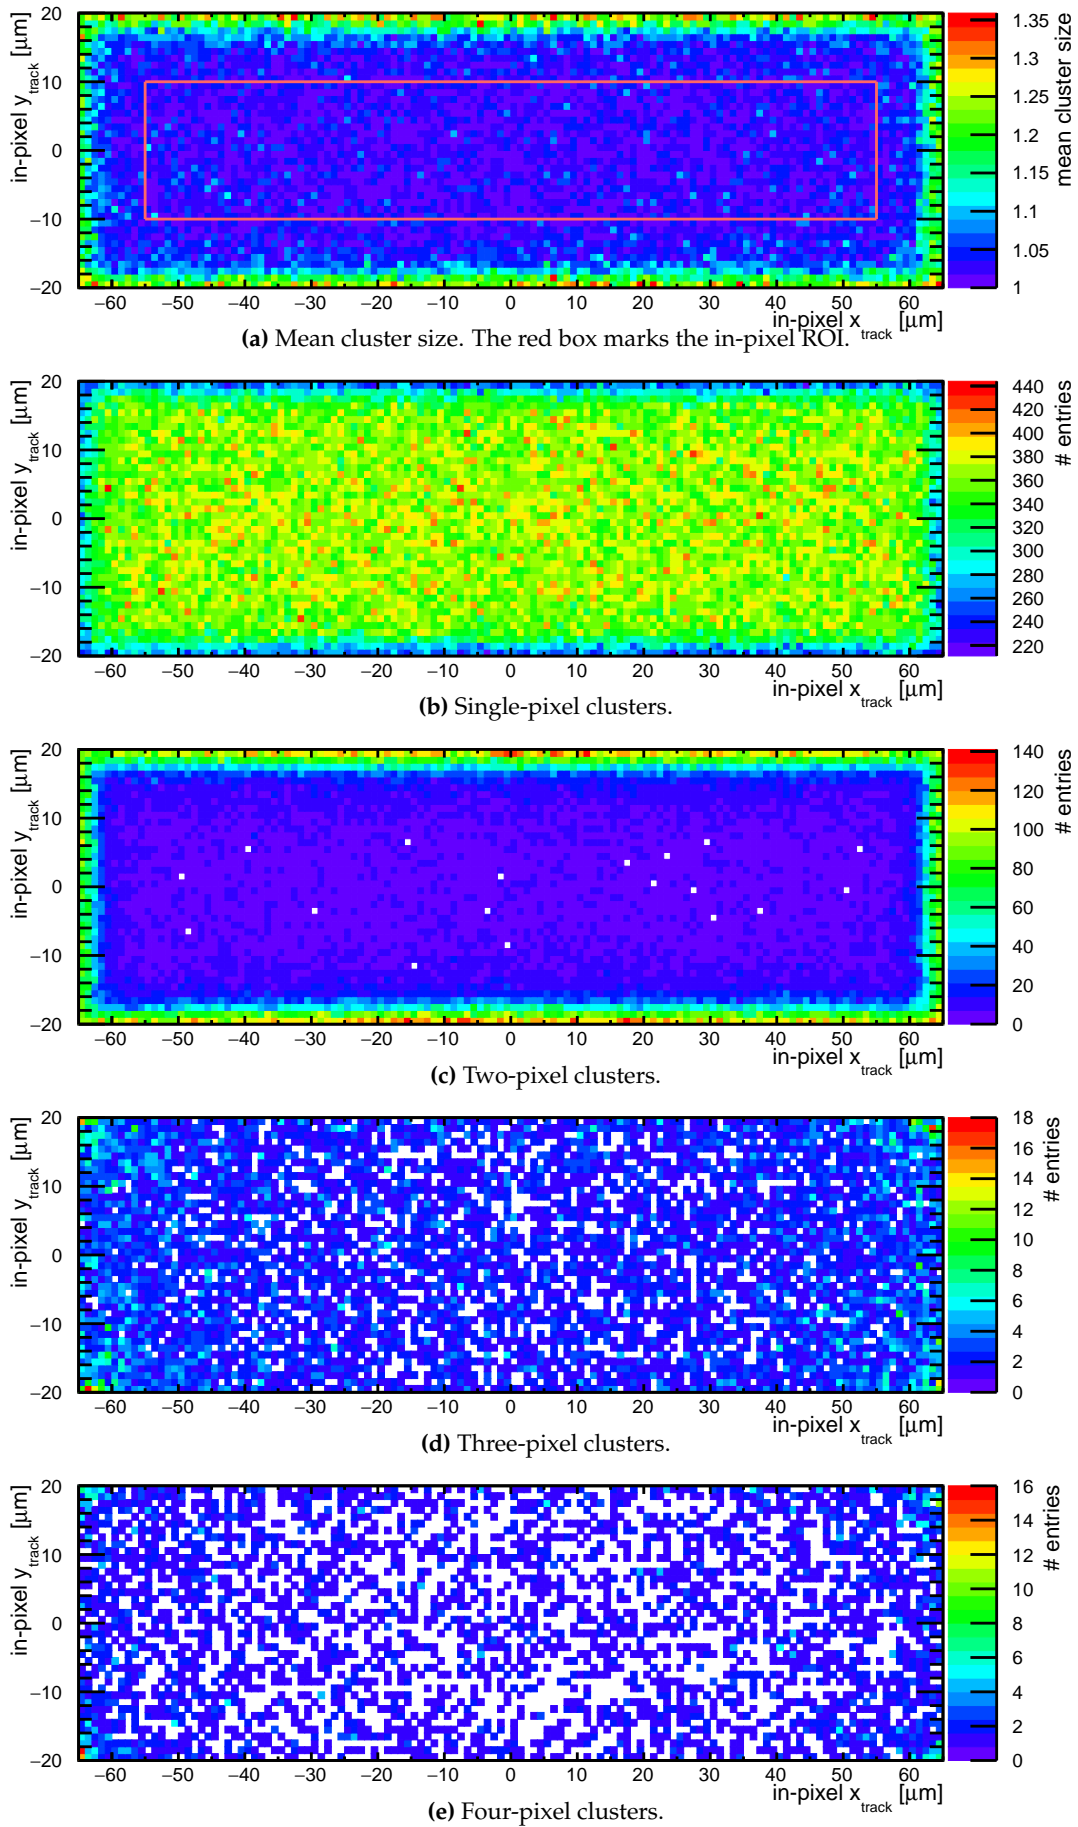 in-pixel y_track [μm]
20
10
0
−10
−20
−60 −50 −40 −30 −20 −10 0 10 20 30 40 50 60
in-pixel x_track [μm]
1.35
1.3
1.25
1.2
1.15
1.1
1.05
1
mean cluster size
(a) Mean cluster size. The red box marks the in-pixel ROI.
in-pixel y_track [μm]
20
10
0
−10
−20
−60 −50 −40 −30 −20 −10 0 10 20 30 40 50 60
in-pixel x_track [μm]
440
420
400
380
360
340
320
300
280
260
240
220
# entries
(b) Single-pixel clusters.
in-pixel y_track [μm]
20
10
0
−10
−20
−60 −50 −40 −30 −20 −10 0 10 20 30 40 50 60
in-pixel x_track [μm]
140
120
100
80
60
40
20
0
# entries
(c) Two-pixel clusters.
in-pixel y_track [μm]
20
10
0
−10
−20
−60 −50 −40 −30 −20 −10 0 10 20 30 40 50 60
in-pixel x_track [μm]
18
16
14
12
10
8
6
4
2
0
# entries
(d) Three-pixel clusters.
in-pixel y_track [μm]
20
10
0
−10
−20
−60 −50 −40 −30 −20 −10 0 10 20 30 40 50 60
in-pixel x_track [μm]
16
14
12
10
8
6
4
2
0
# entries
(e) Four-pixel clusters.